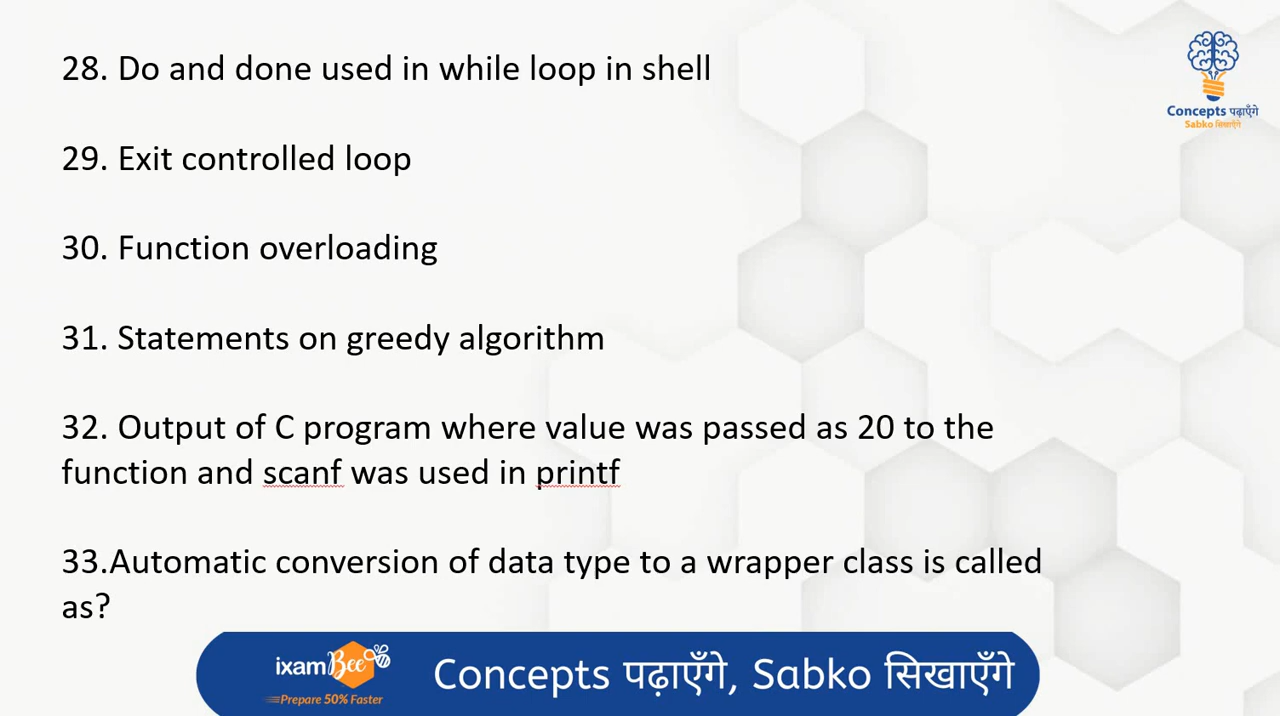 28. Do and done used in while loop in shell
Concepts पढ़ाएँगे
Sabko सिखाएँगे
29. Exit controlled loop
30. Function overloading
31. Statements on greedy algorithm
32. Output of C program where value was passed as 20 to the
function and scanf was used in printf
33.Automatic conversion of data type to a wrapper class is called
as?
ixamBee
Prepare 50% Faster
Concepts पढ़ाएँगे, Sabko सिखाएँगे